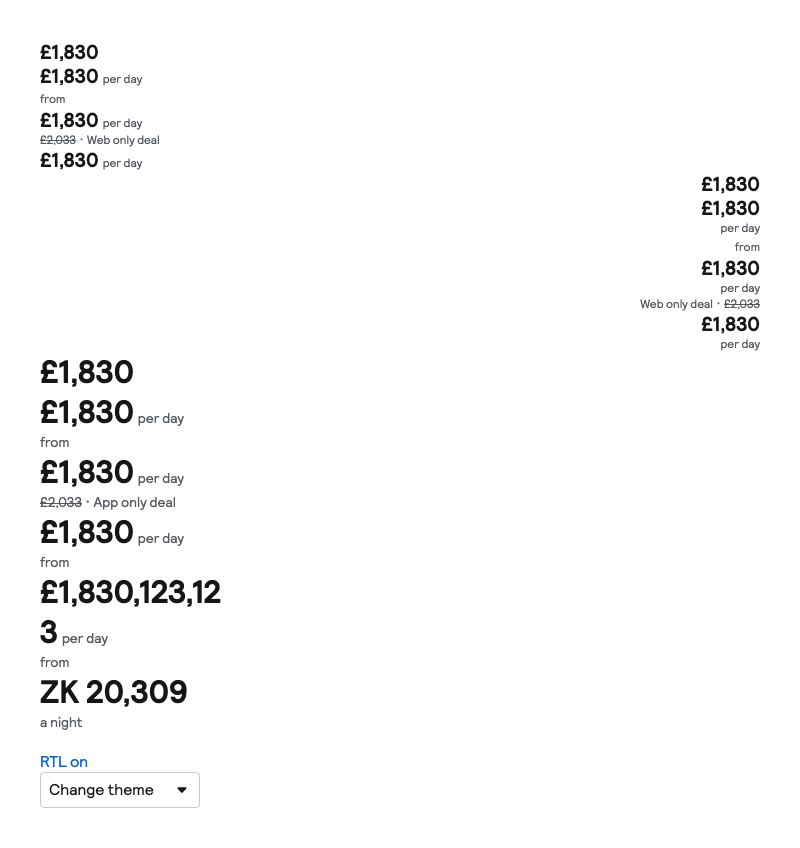 £1,830
£1,830 per day
from
£1,830 per day
£2,033 · Web only deal
£1,830 per day
£1,830
£1,830
per day
from
£1,830
per day
Web only deal · £2,033
£1,830
per day
£1,830
£1,830 per day
from
£1,830 per day
£2,033 · App only deal
£1,830 per day
from
£1,830,123,12
3 per day
from
ZK 20,309
a night
RTL on
Change theme